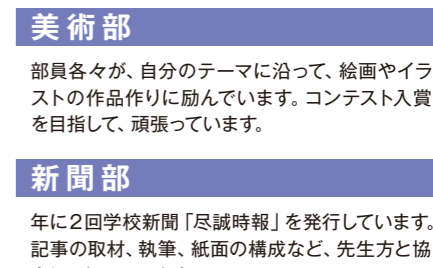 美術部
部員各々が、自分のテーマに沿って、絵画やイラ
ストの作品作りに励んでいます。コンテスト入賞
を目指して、頑張っています。
新聞部
年に2回学校新聞「尽誠時報」を発行しています。
記事の取材、執筆、紙面の構成など、先生方と協